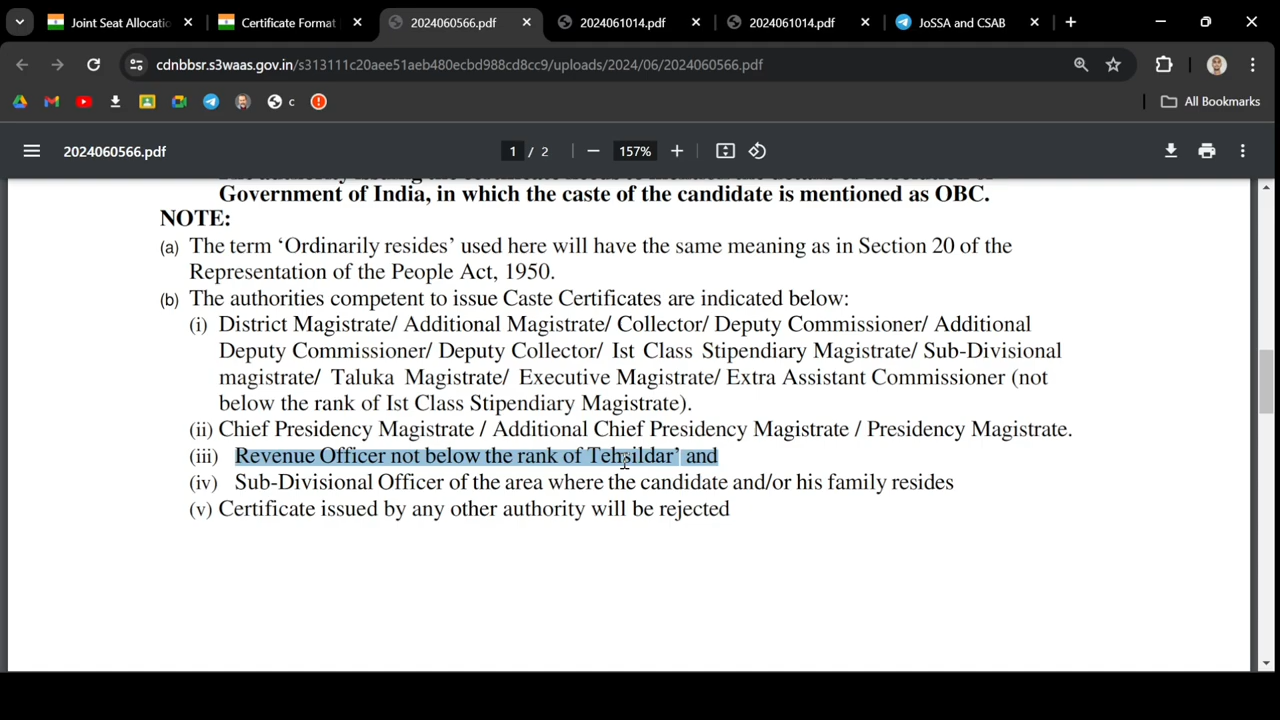 Joint Seat Allocatio
Certificate Format
2024060566.pdf
2024061014.pdf
2024061014.pdf
JoSSA and CSAB
cdnbbsr.s3waas.gov.in/s313111c20aee51aeb480ecbd988cd8cc9/uploads/2024/06/2024060566.pdf
c
All Bookmarks
2024060566.pdf
1 / 2
157%
Government of India, in which the caste of the candidate is mentioned as OBC.
NOTE:
(a) The term ‘Ordinarily resides’ used here will have the same meaning as in Section 20 of the
Representation of the People Act, 1950.
(b) The authorities competent to issue Caste Certificates are indicated below:
(i) District Magistrate/ Additional Magistrate/ Collector/ Deputy Commissioner/ Additional
Deputy Commissioner/ Deputy Collector/ Ist Class Stipendiary Magistrate/ Sub-Divisional
magistrate/ Taluka Magistrate/ Executive Magistrate/ Extra Assistant Commissioner (not
below the rank of Ist Class Stipendiary Magistrate).
(ii) Chief Presidency Magistrate / Additional Chief Presidency Magistrate / Presidency Magistrate.
(iii) Revenue Officer not below the rank of Tehsildar’ and
(iv) Sub-Divisional Officer of the area where the candidate and/or his family resides
(v) Certificate issued by any other authority will be rejected